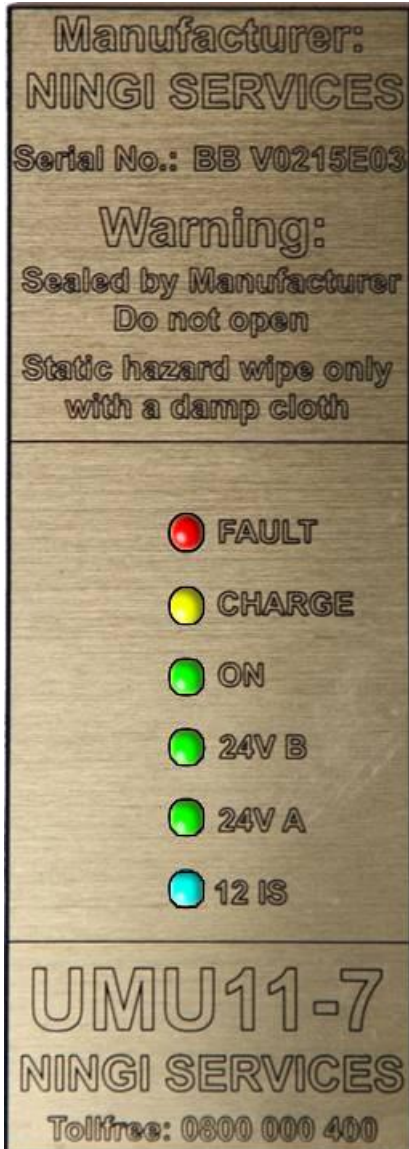 Manufacturer:
NINGI SERVICES
Serial No.: BB V0215E03
Warning:
Sealed by Manufacturer
Do not open
Static hazard wipe only
with a damp cloth
FAULT
CHARGE
ON
24V B
24V A
12 IS
UMU11-7
NINGI SERVICES
Tollfree: 0800 000 400